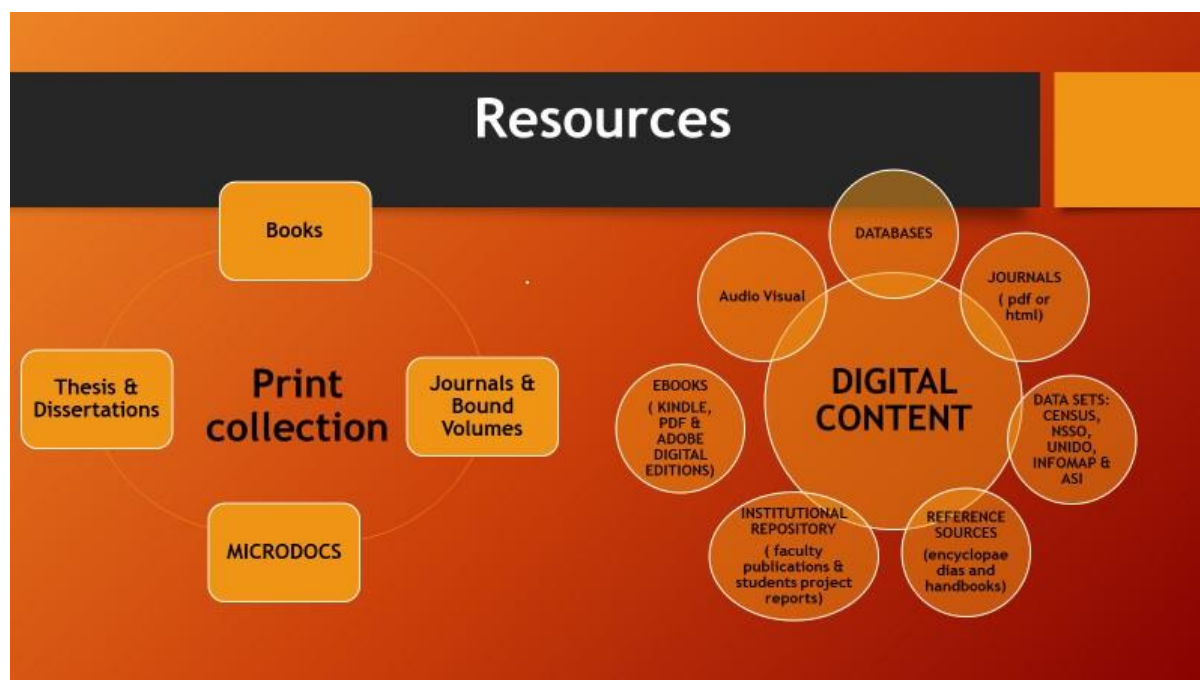 Resources
Books
Thesis &
Dissertations
Print
collection
Journals &
Bound
Volumes
MICRODOCS
DATABASES
Audio Visual
JOURNALS
( pdf or
html)
EBOOKS
( KINDLE,
PDF &
ADOBE
DIGITAL
EDITIONS)
DIGITAL
CONTENT
DATA SETS:
CENSUS,
NSSO,
UNIDO,
INFOMAP &
ASI
INSTITUTIONAL
REPOSITORY
( faculty
publications &
students project
reports)
REFERENCE
SOURCES
(encyclopae
dias and
handbooks)